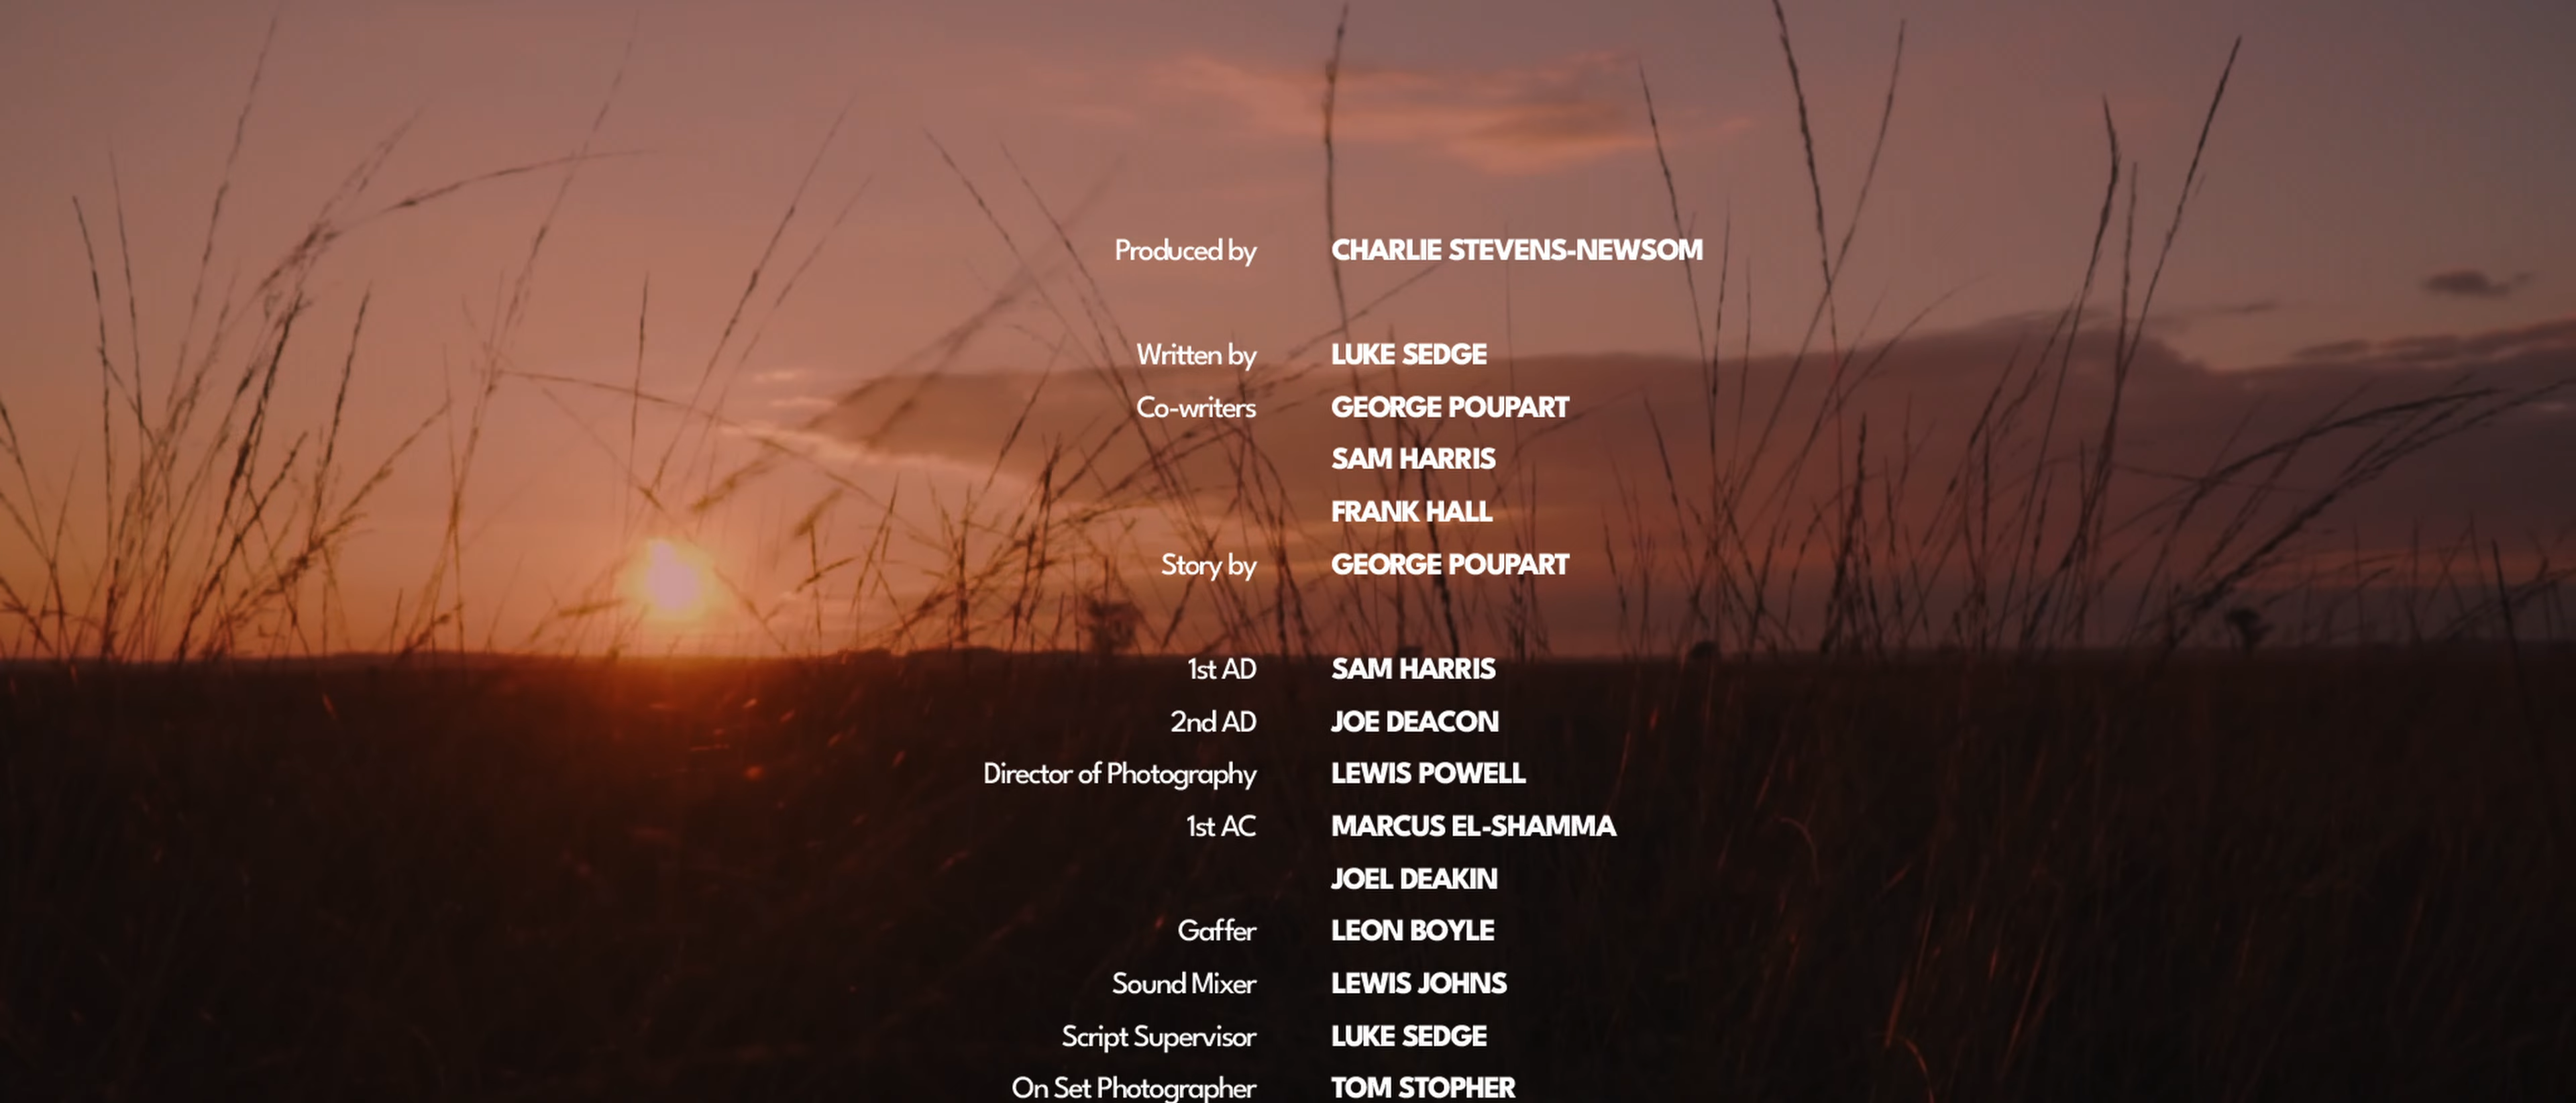 Produced by CHARLIE STEVENS-NEWSOM
Written by LUKE SEDGE
Co-writers GEORGE POUPART
SAM HARRIS
FRANK HALL
Story by GEORGE POUPART
1st AD SAM HARRIS
2nd AD JOE DEACON
Director of Photography LEWIS POWELL
1st AC MARCUS EL-SHAMMA
JOEL DEAKIN
Gaffer LEON BOYLE
Sound Mixer LEWIS JOHNS
Script Supervisor LUKE SEDGE
On Set Photographer TOM STOPHER